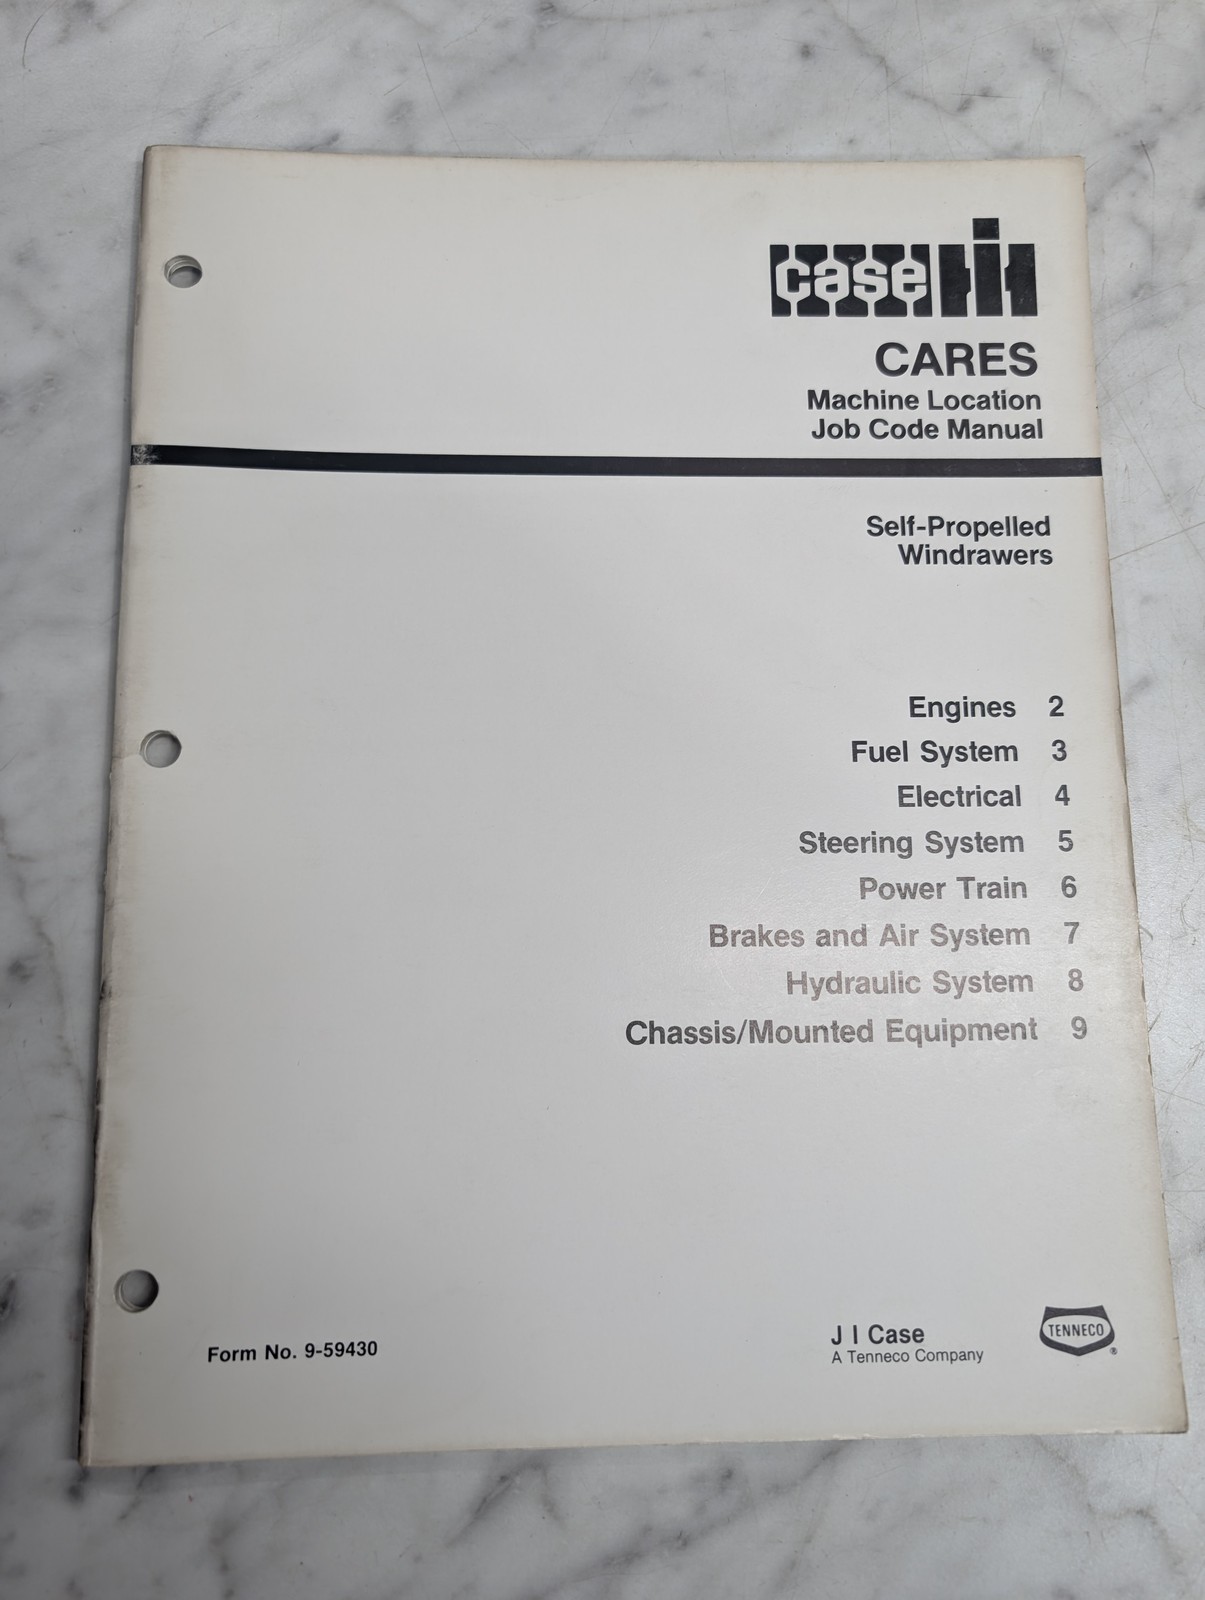 case IH
CARES
Machine Location
Job Code Manual
Self-Propelled
Windrawers
Engines 2
Fuel System 3
Electrical 4
Steering System 5
Power Train 6
Brakes and Air System 7
Hydraulic System 8
Chassis/Mounted Equipment 9
Form No. 9-59430
J I Case
A Tenneco Company
TENNECO
®